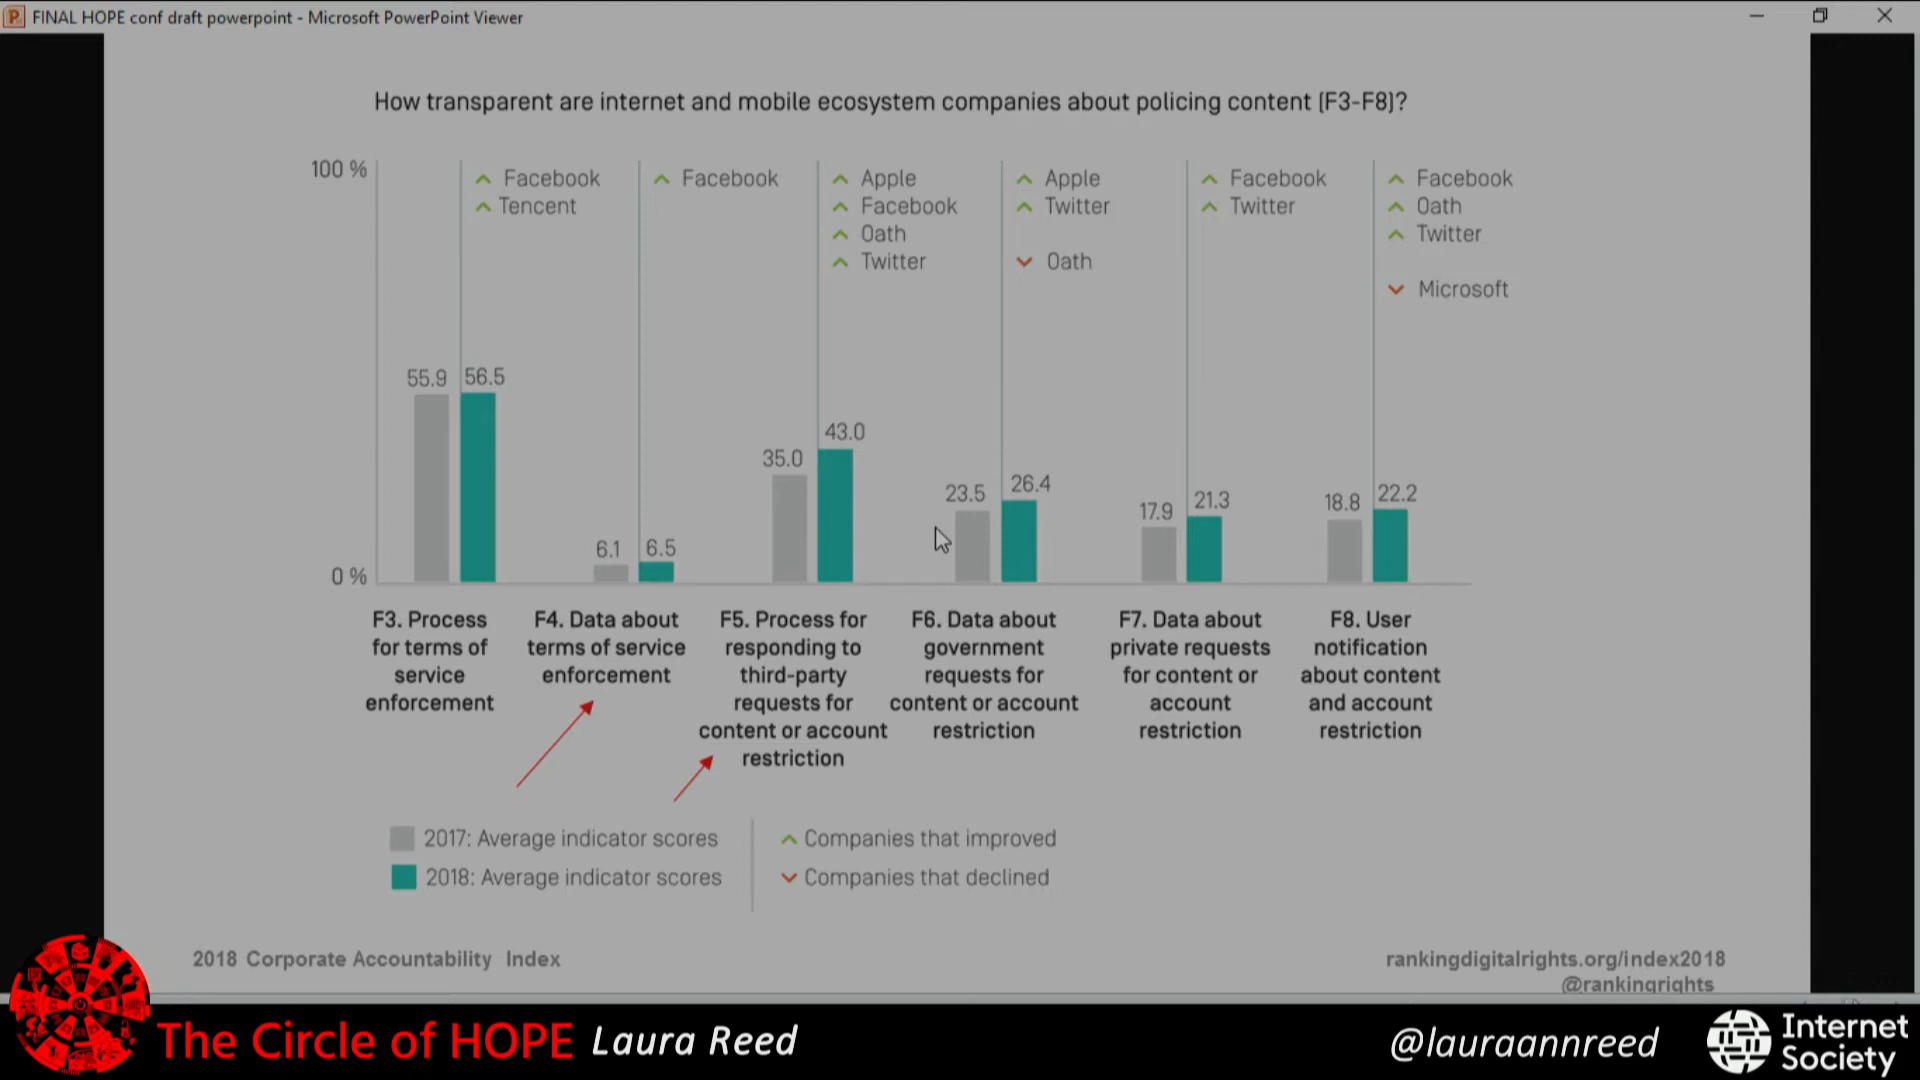 FINAL HOPE conf draft powerpoint - Microsoft PowerPoint Viewer
How transparent are internet and mobile ecosystem companies about policing content (F3-F8)?
100 %
0 %
Facebook
Tencent
Facebook
Apple
Facebook
Oath
Twitter
Apple
Twitter
Oath
Facebook
Twitter
Facebook
Oath
Twitter
Microsoft
55.9
56.5
6.1
6.5
35.0
43.0
23.5
26.4
17.9
21.3
18.8
22.2
F3. Process
for terms of
service
enforcement
F4. Data about
terms of service
enforcement
F5. Process for
responding to
third-party
requests for
content or account
restriction
F6. Data about
government
requests for
content or account
restriction
F7. Data about
private requests
for content or
account
restriction
F8. User
notification
about content
and account
restriction
2017: Average indicator scores
2018: Average indicator scores
Companies that improved
Companies that declined
2018 Corporate Accountability Index
rankingdigitalrights.org/index2018
@rankingrights
The Circle of HOPE
Laura Reed
@lauraannreed
Internet
Society